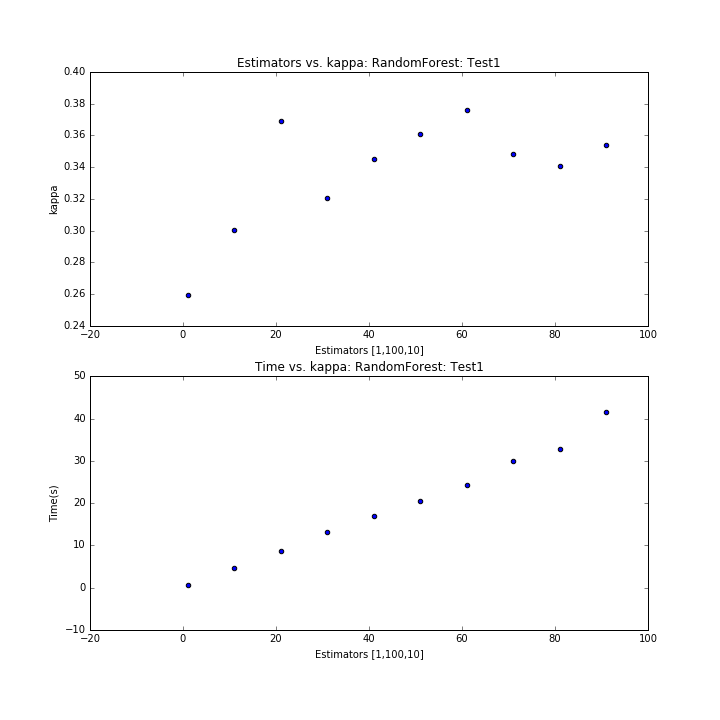 Estimators vs. kappa: RandomForest: Test1
0.40
0.38
0.36
0.34
0.32
0.30
0.28
0.26
0.24
kappa
−20 0 20 40 60 80 100
Estimators [1,100,10]
Time vs. kappa: RandomForest: Test1
50
40
30
20
10
0
−10
Time(s)
−20 0 20 40 60 80 100
Estimators [1,100,10]